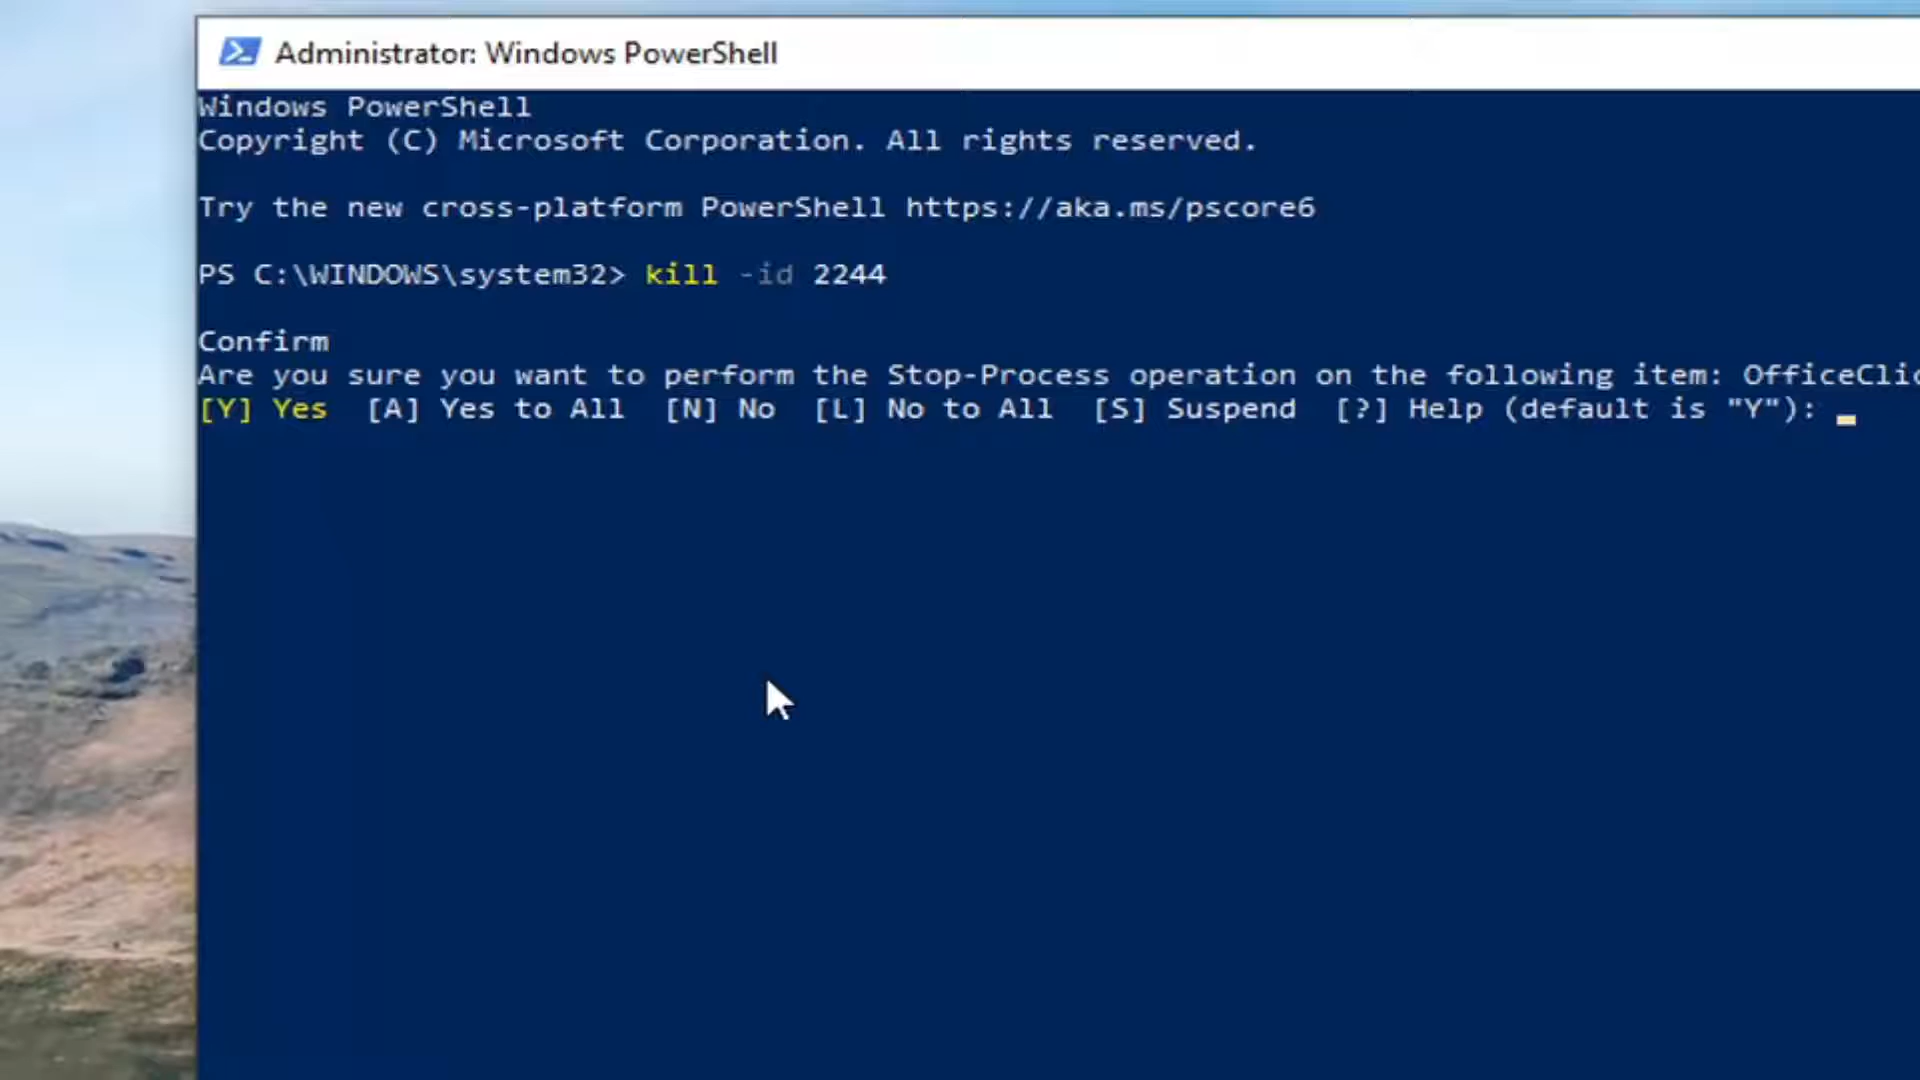 Administrator: Windows PowerShell
Windows PowerShell
Copyright (C) Microsoft Corporation. All rights reserved.
Try the new cross-platform PowerShell https://aka.ms/pscore6
PS C:\WINDOWS\system32> kill -id 2244
Confirm
Are you sure you want to perform the Stop-Process operation on the following item: OfficeClic
[Y] Yes  [A] Yes to All  [N] No  [L] No to All  [S] Suspend  [?] Help (default is "Y"):